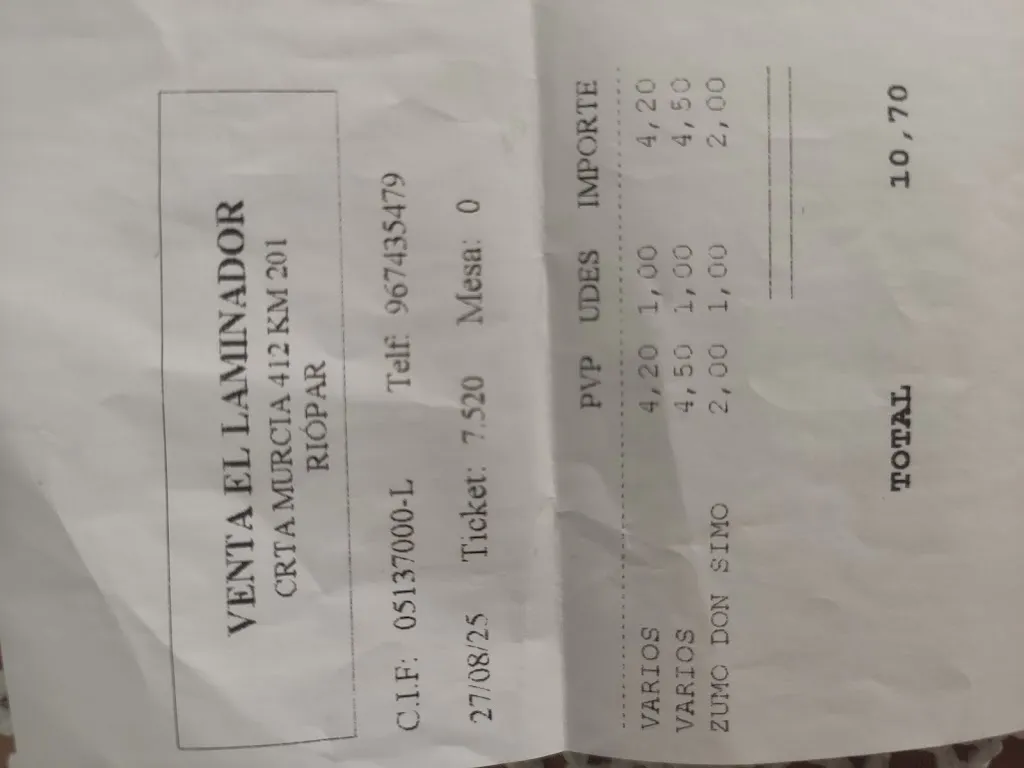 VENTA EL LAMINADOR
CRTA MURCIA 412 KM 201
RIÓPAR
C.I.F: 05137000-L Telf: 967435479
27/08/25 Ticket: 7.520 Mesa: 0
PVP UDES IMPORTE
VARIOS 4,20 1,00 4,20
VARIOS 4,50 1,00 4,50
ZUMO DON SIMO 2,00 1,00 2,00
TOTAL 10,70